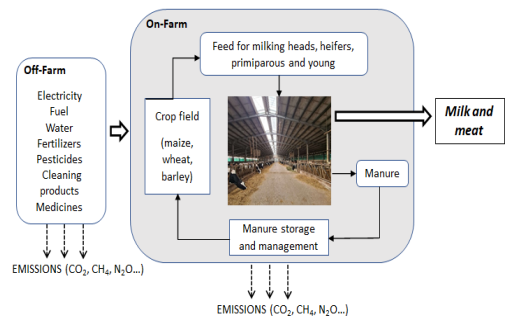 On-Farm
Feed for milking heads, heifers,
primiparous and young
Off-Farm
Electricity
Fuel
Water
Fertilizers
Pesticides
Cleaning
products
Medicines
Crop field
(maize,
wheat,
barley)
Milk and
meat
Manure
Manure storage
and management
EMISSIONS (CO₂, CH₄, N₂O...)
EMISSIONS (CO₂, CH₄, N₂O...)